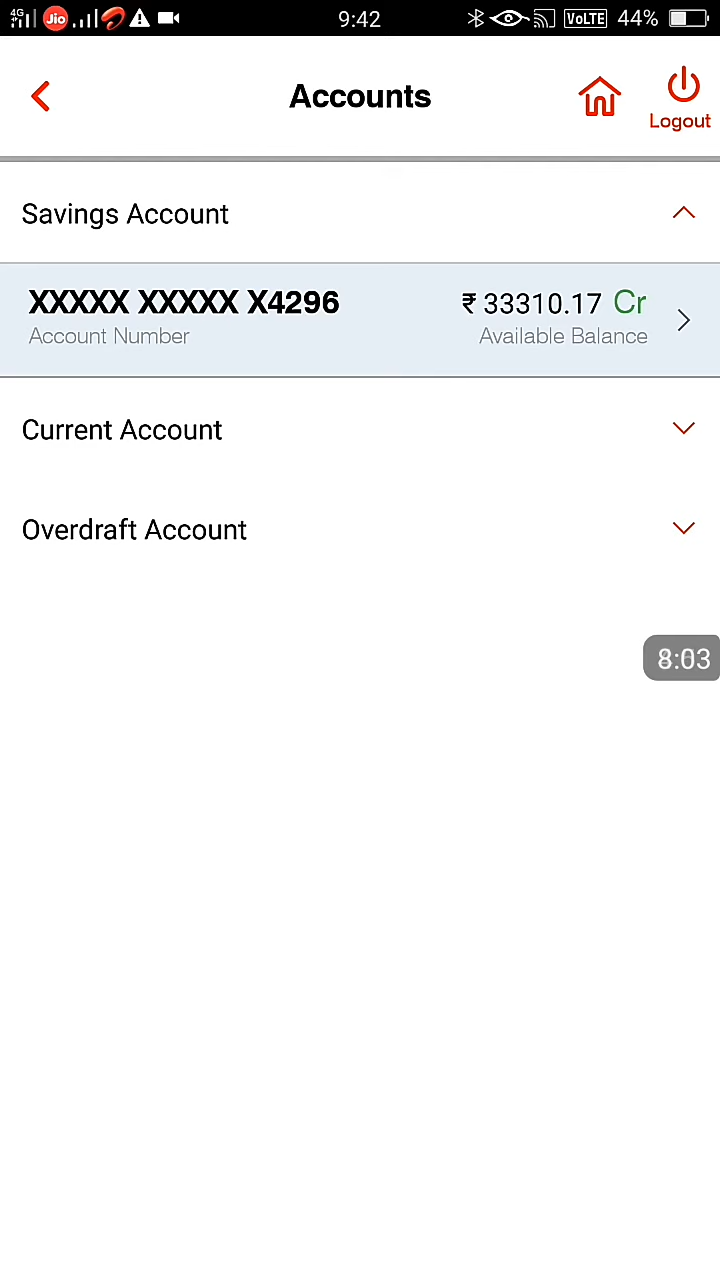 4G Jio 9:42 VoLTE 44%
Accounts
Logout
Savings Account
XXXXX XXXXX X4296 ₹ 33310.17 Cr
Account Number Available Balance
Current Account
Overdraft Account
8:03